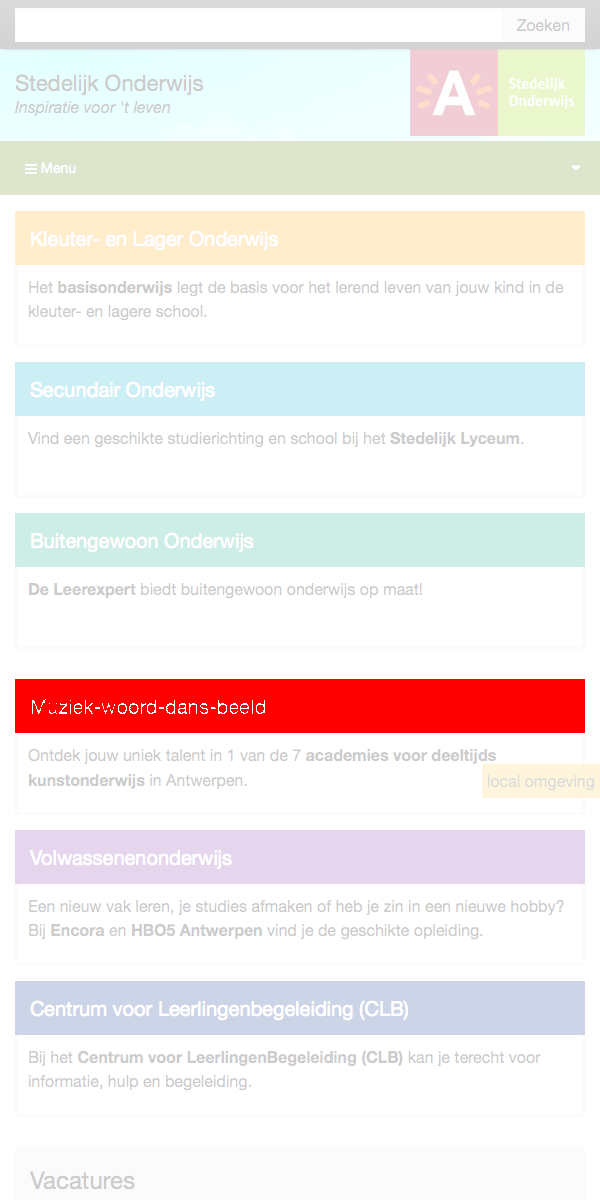 Zoeken
Stedelijk Onderwijs
Inspiratie voor 't leven
A
Stedelijk
Onderwijs
Menu
Kleuter- en Lager Onderwijs
Het basisonderwijs legt de basis voor het lerend leven van jouw kind in de
kleuter- en lagere school.
Secundair Onderwijs
Vind een geschikte studierichting en school bij het Stedelijk Lyceum.
Buitengewoon Onderwijs
De Leerexpert biedt buitengewoon onderwijs op maat!
Muziek-woord-dans-beeld
Ontdek jouw uniek talent in 1 van de 7 academies voor deeltijds
kunstonderwijs in Antwerpen.
local omgeving
Volwassenenonderwijs
Een nieuw vak leren, je studies afmaken of heb je zin in een nieuwe hobby?
Bij Encora en HBO5 Antwerpen vind je de geschikte opleiding.
Centrum voor Leerlingenbegeleiding (CLB)
Bij het Centrum voor LeerlingenBegeleiding (CLB) kan je terecht voor
informatie, hulp en begeleiding.
Vacatures